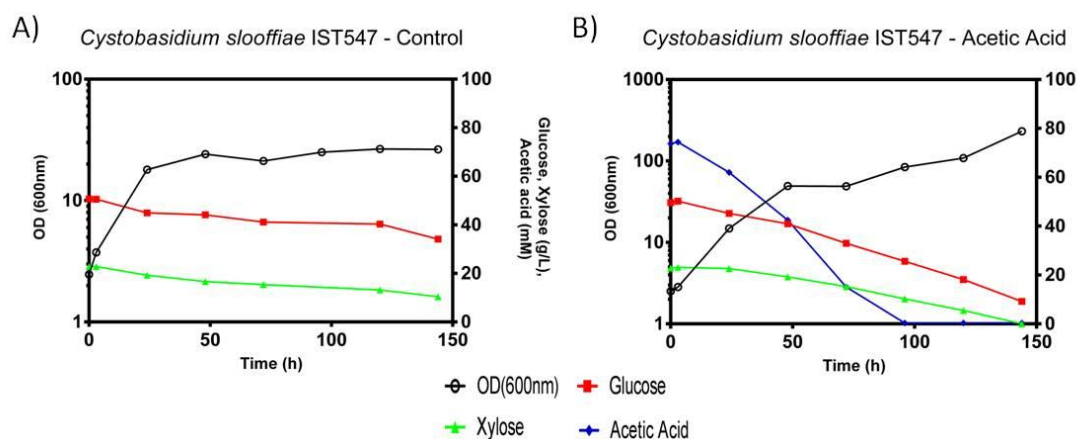 A)
Cystobasidium slooffiae IST547 - Control
100
10
1
OD (600nm)
100
80
60
40
20
0
Glucose, Xylose (g/L),
Acetic acid (mM)
0
50
100
150
Time (h)
B)
Cystobasidium slooffiae IST547 - Acetic Acid
1000
100
10
1
OD (600nm)
100
80
60
40
20
0
0
50
100
150
Time (h)
OD(600nm)
Glucose
Xylose
Acetic Acid